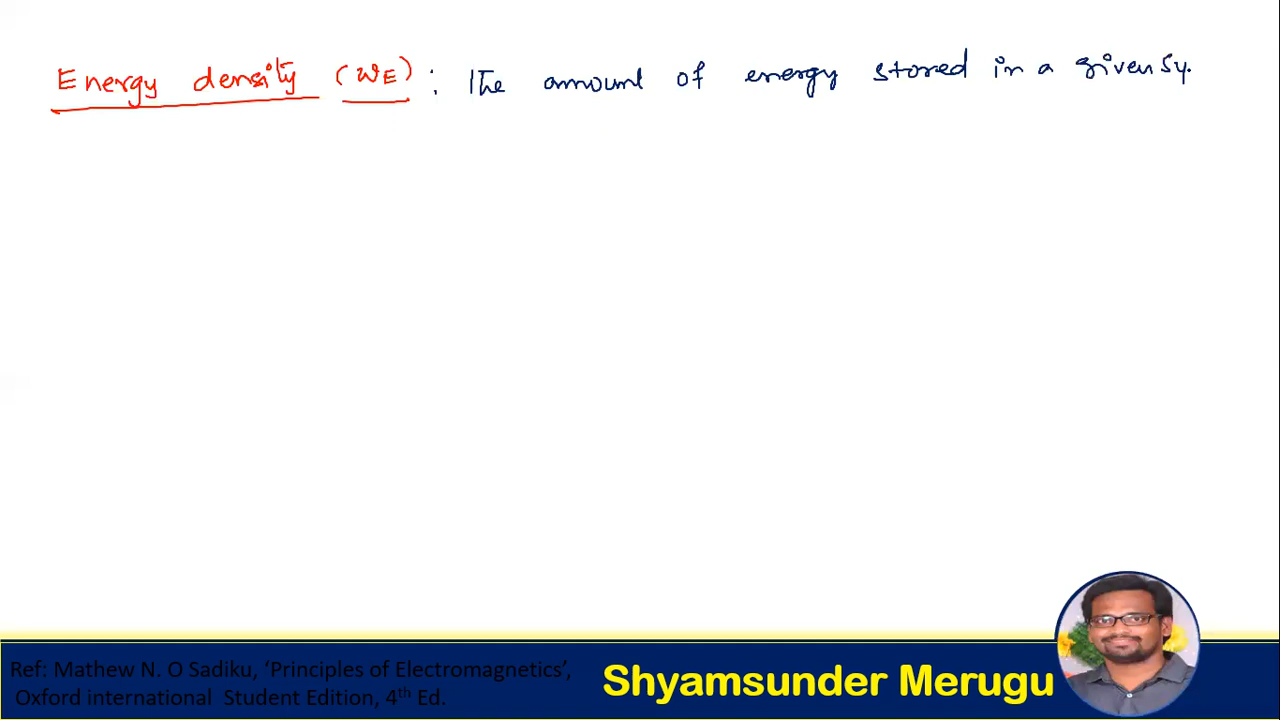 Energy density (WE) : The amount of energy stored in a given Sy.
Ref: Mathew N. O Sadiku, ‘Principles of Electromagnetics’,
Oxford international Student Edition, 4th Ed.
Shyamsunder Merugu